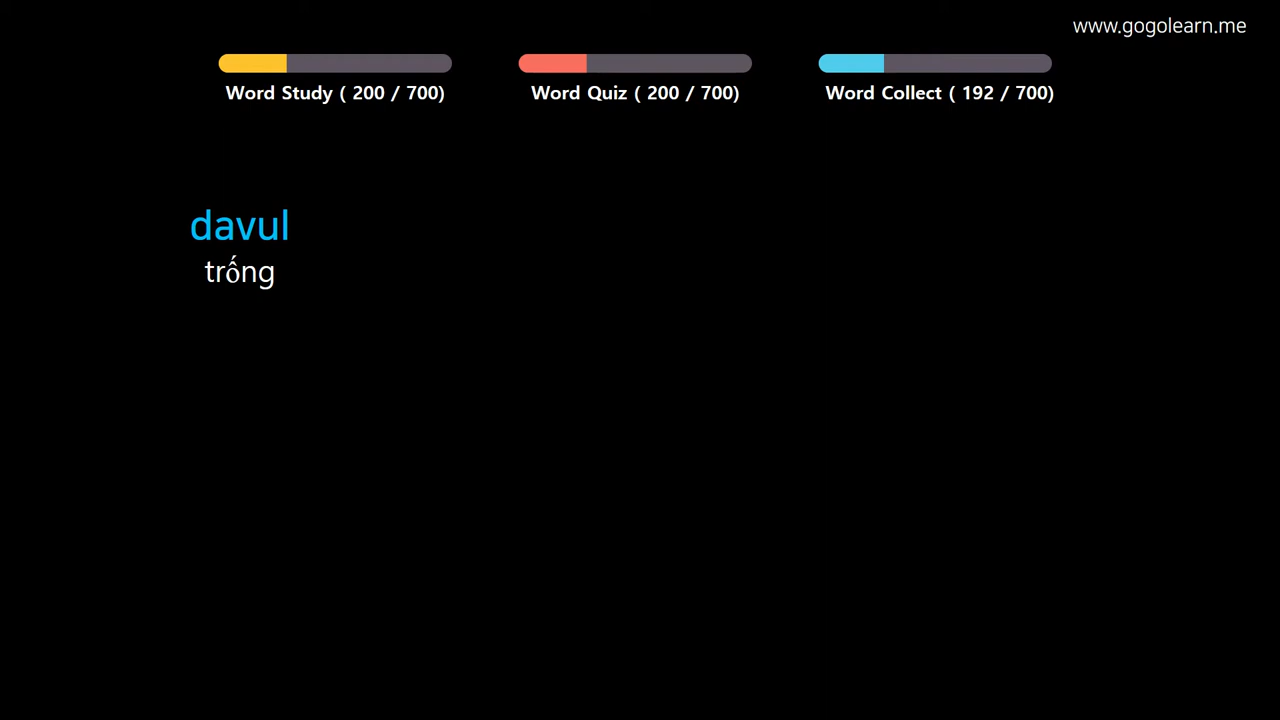 www.gogolearn.me
Word Study ( 200 / 700)
Word Quiz ( 200 / 700)
Word Collect ( 192 / 700)
davul
trống